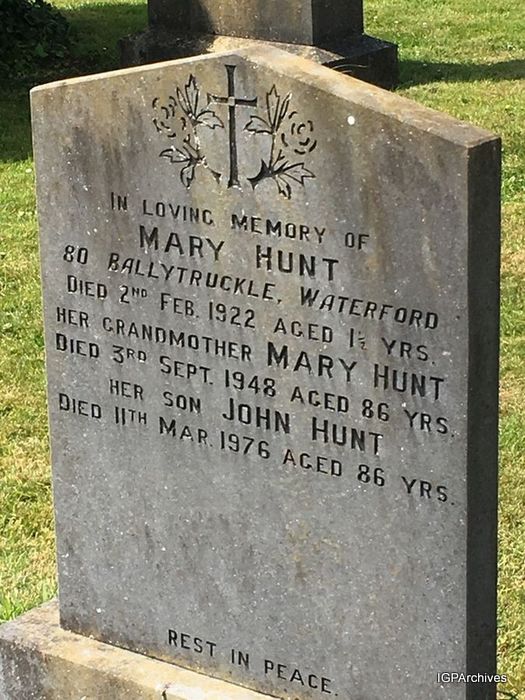 IN LOVING MEMORY OF
MARY HUNT
80 BALLYTRUCKLE, WATERFORD
DIED 2ND FEB. 1922 AGED 1½ YRS.
HER GRANDMOTHER MARY HUNT
DIED 3RD SEPT. 1948 AGED 86 YRS.
HER SON JOHN HUNT
DIED 11TH MAR. 1976 AGED 86 YRS.
REST IN PEACE.
IGPArchives